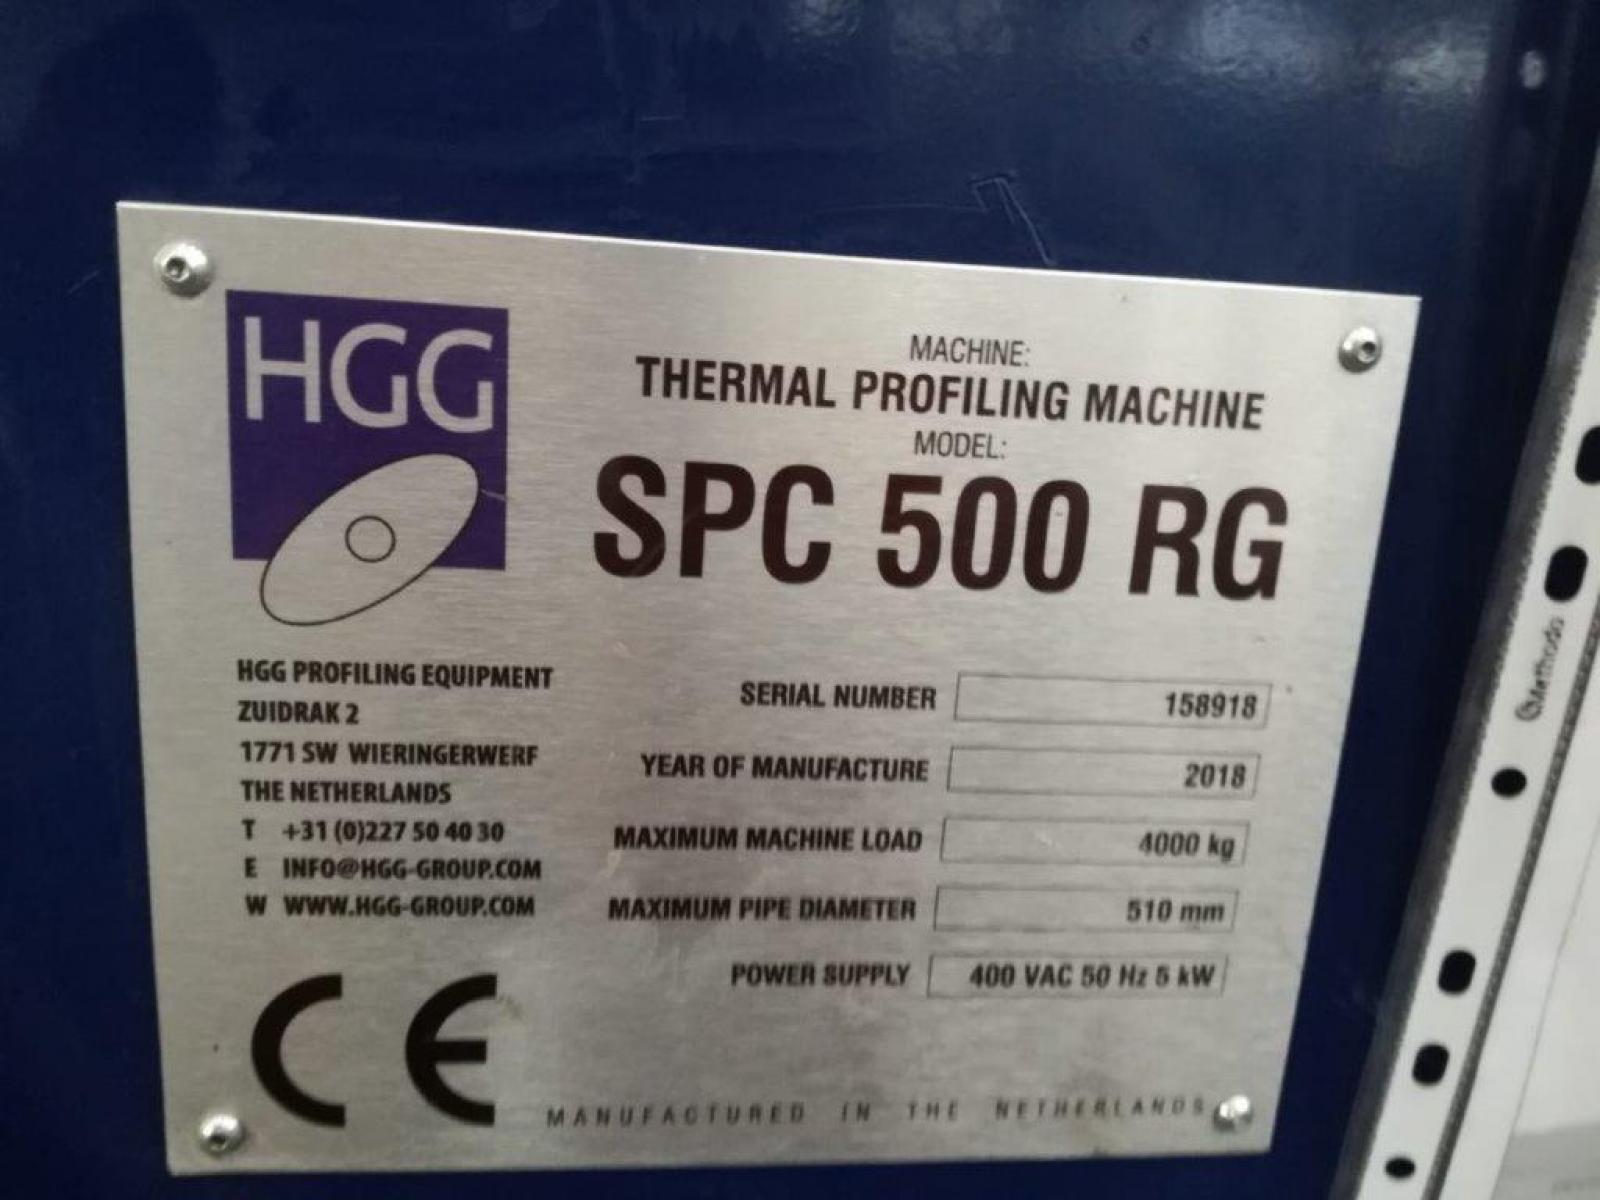 HGG
MACHINE:
THERMAL PROFILING MACHINE
MODEL:
SPC 500 RG
HGG PROFILING EQUIPMENT
ZUIDRAK 2
1771 SW WIERINGERWERF
THE NETHERLANDS
T +31 (0)227 50 40 30
E INFO@HGG-GROUP.COM
W WWW.HGG-GROUP.COM
SERIAL NUMBER 158918
YEAR OF MANUFACTURE 2018
MAXIMUM MACHINE LOAD 4000 kg
MAXIMUM PIPE DIAMETER 510 mm
POWER SUPPLY 400 VAC 50 Hz 5 kW
CE
MANUFACTURED IN THE NETHERLANDS
Methodo